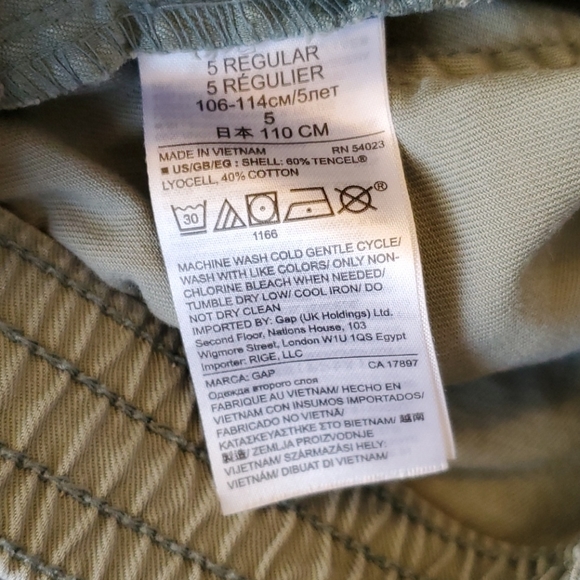 5 REGULAR
5 RÉGULIER
106-114см/5лет
5
日本 110 CM
MADE IN VIETNAM RN 54023
■ US/GB/EG : SHELL: 60% TENCEL®
LYOCELL, 40% COTTON
30
®
1166
MACHINE WASH COLD GENTLE CYCLE/
WASH WITH LIKE COLORS/ ONLY NON-
CHLORINE BLEACH WHEN NEEDED/
TUMBLE DRY LOW/ COOL IRON/ DO
NOT DRY CLEAN
IMPORTED BY: Gap (UK Holdings) Ltd.
Second Floor, Nations House, 103
Wigmore Street, London W1U 1QS Egypt
Importer: RIGE, LLC
MARCA: GAP CA 17897
Одежда второго слоя
FABRIQUÉ AU VIETNAM/ HECHO EN
VIETNAM CON INSUMOS IMPORTADOS/
FABRICADO NO VIETNÃ/
ΚΑΤΑΣΚΕΥΑΣΤΗΚΕ ΣΤΟ ΒΙΕΤΝΑΜ/ 越南
製造/ ZEMLJA PROIZVODNJE
VIJETNAM/ SZÁRMAZÁSI HELY:
VIETNAM/ DIBUAT DI VIETNAM/